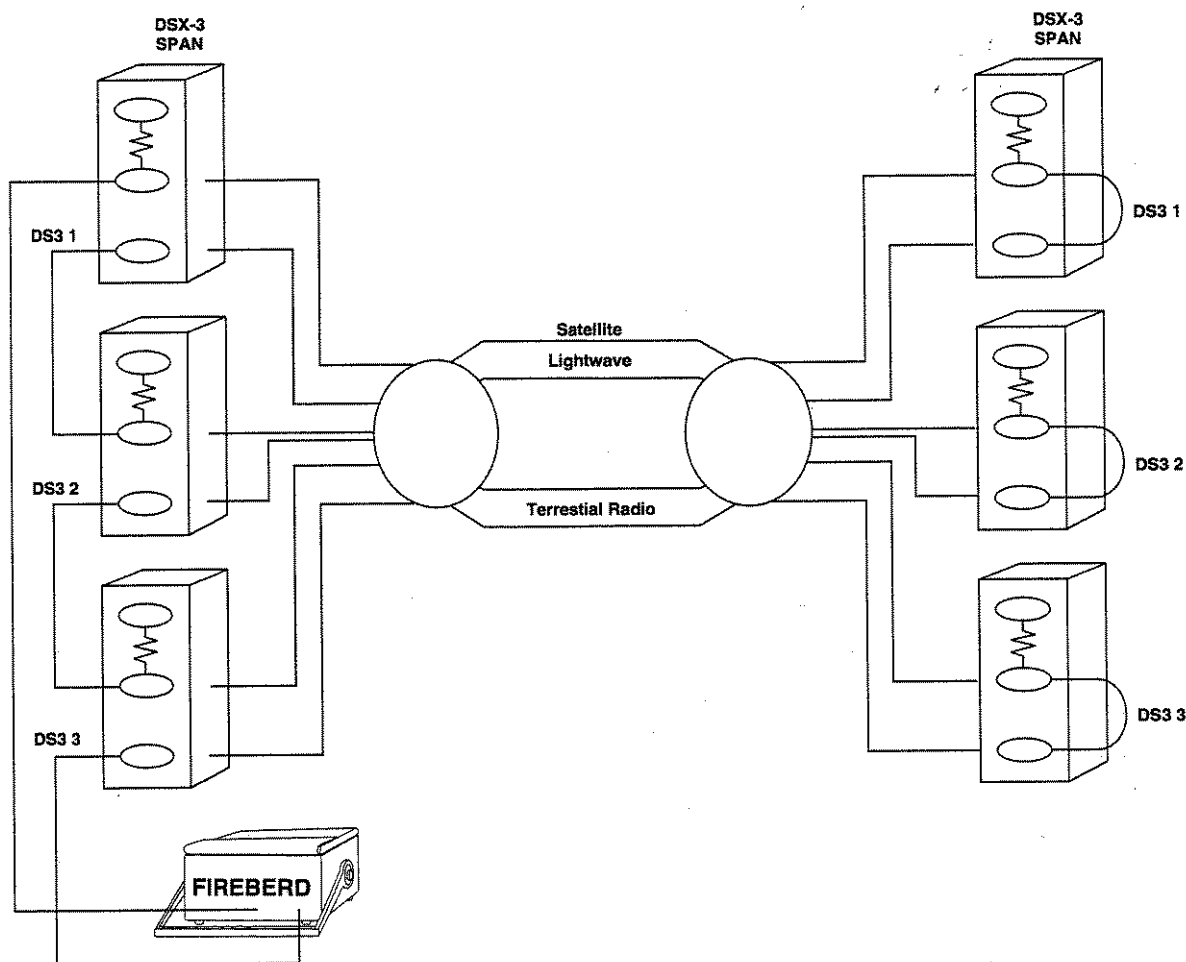 DSX-3
SPAN
DSX-3
SPAN
DS3 1
DS3 1
Satellite
Lightwave
DS3 2
DS3 2
Terrestial Radio
DS3 3
DS3 3
FIREBERD